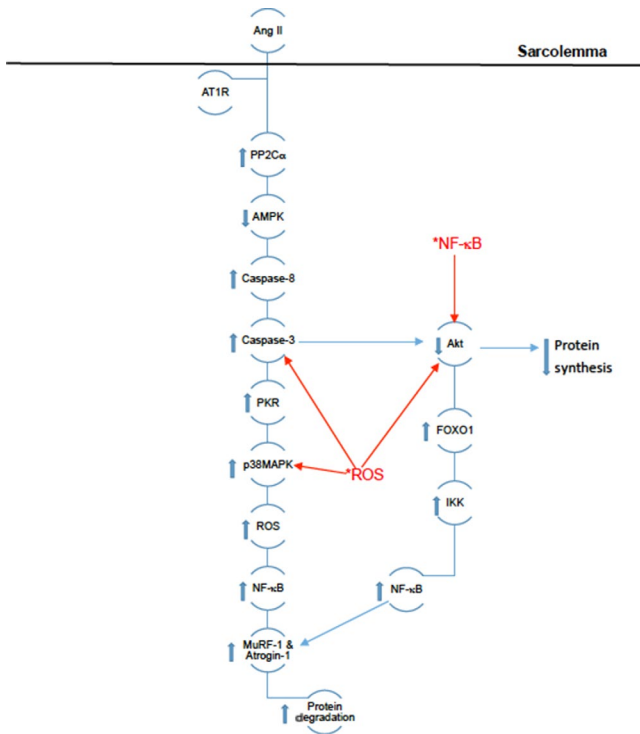 Ang II
Sarcolemma
AT1R
PP2Cα
AMPK
*NF-κB
Caspase-8
Caspase-3
Akt
Protein
synthesis
PKR
FOXO1
p38MAPK
*ROS
IKK
ROS
NF-κB
NF-κB
MuRF-1 &
Atrogin-1
Protein
degradation